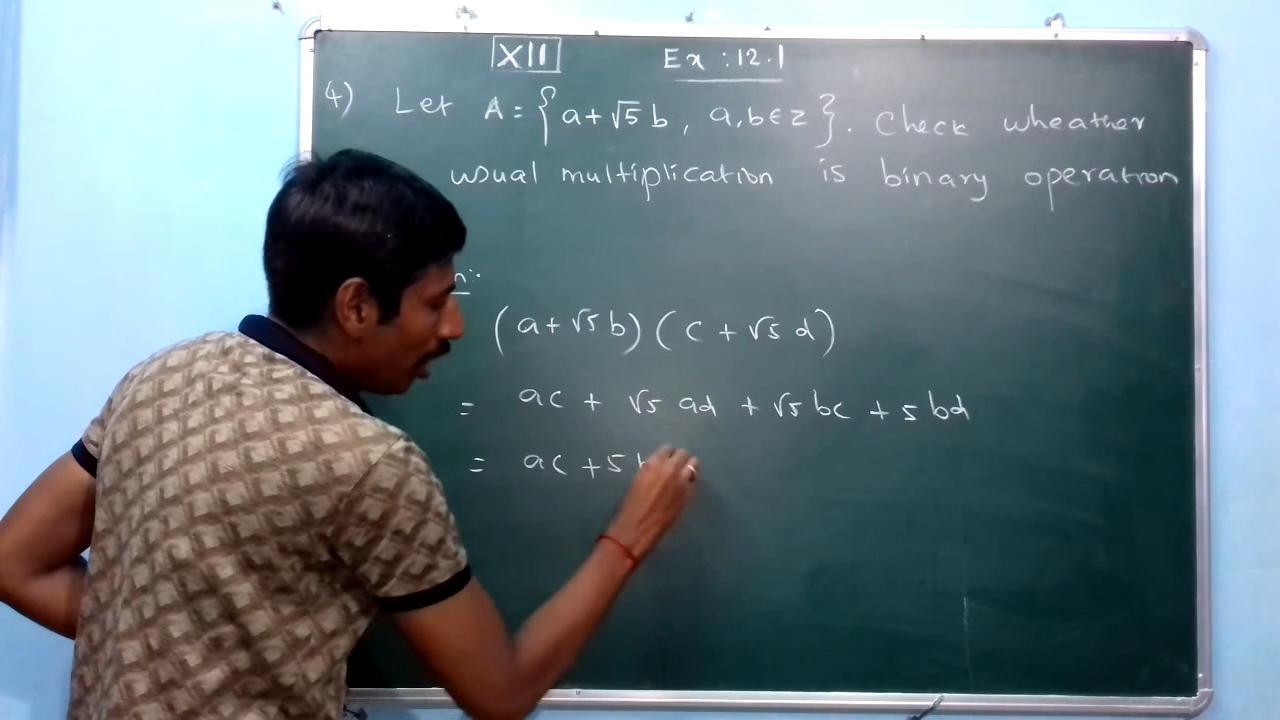 XII Ex : 12.1
4) Let A = { a + √5 b , a, b ∈ z } . Check wheather
usual multiplication is binary operation
n:-
(a + √5 b) (c + √5 d)
= ac + √5 ad + √5 bc + 5 bd
= ac + 5